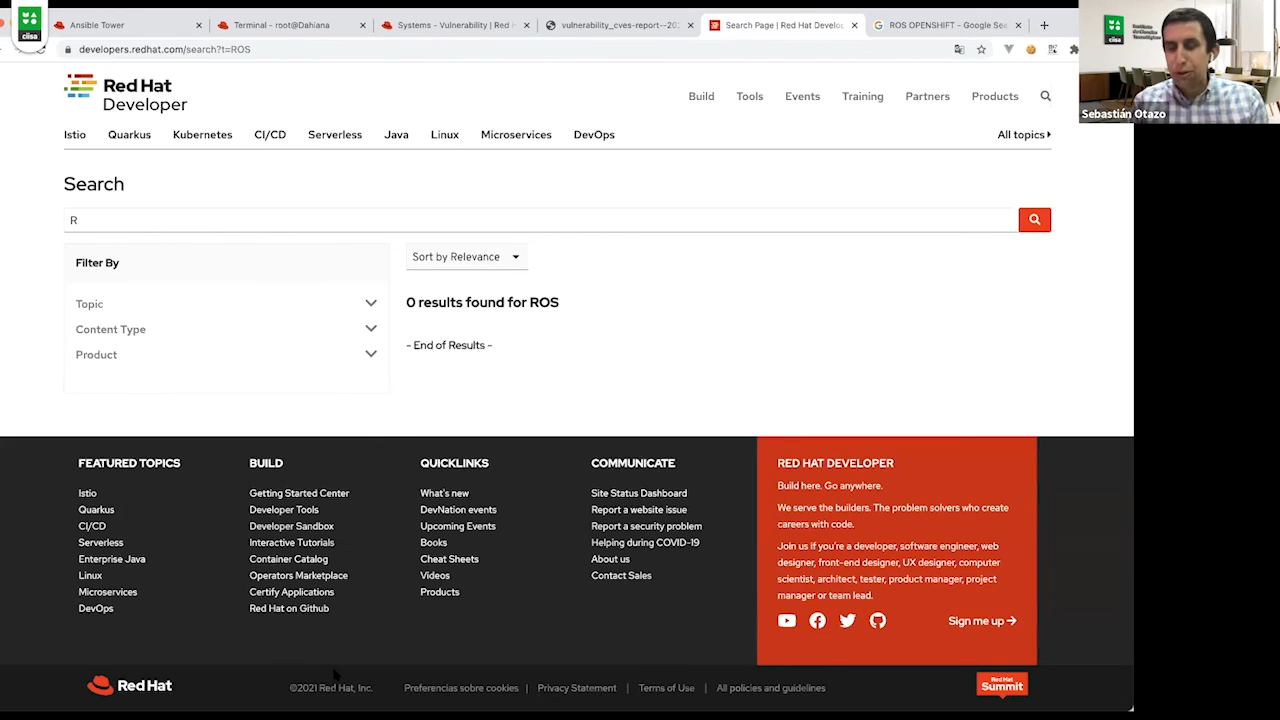 Ansible Tower
Terminal - root@Dahiana
Systems - Vulnerability | Red H
vulnerability_cves-report--202
Search Page | Red Hat Develop
ROS OPENSHIFT - Google Sea
developers.redhat.com/search?t=ROS
ciisa
ciisa
Sebastián Otazo
Red Hat
Developer
Build
Tools
Events
Training
Partners
Products
Istio
Quarkus
Kubernetes
CI/CD
Serverless
Java
Linux
Microservices
DevOps
All topics
Search
R
Filter By
Topic
Content Type
Product
Sort by Relevance
0 results found for ROS
- End of Results -
FEATURED TOPICS
Istio
Quarkus
CI/CD
Serverless
Enterprise Java
Linux
Microservices
DevOps
BUILD
Getting Started Center
Developer Tools
Developer Sandbox
Interactive Tutorials
Container Catalog
Operators Marketplace
Certify Applications
Red Hat on Github
QUICKLINKS
What's new
DevNation events
Upcoming Events
Books
Cheat Sheets
Videos
Products
COMMUNICATE
Site Status Dashboard
Report a website issue
Report a security problem
Helping during COVID-19
About us
Contact Sales
RED HAT DEVELOPER
Build here. Go anywhere.
We serve the builders. The problem solvers who create
careers with code.
Join us if you're a developer, software engineer, web
designer, front-end designer, UX designer, computer
scientist, architect, tester, product manager, project
manager or team lead.
Sign me up
Red Hat
©2021 Red Hat, Inc.
Preferencias sobre cookies
Privacy Statement
Terms of Use
All policies and guidelines
Red Hat
Summit